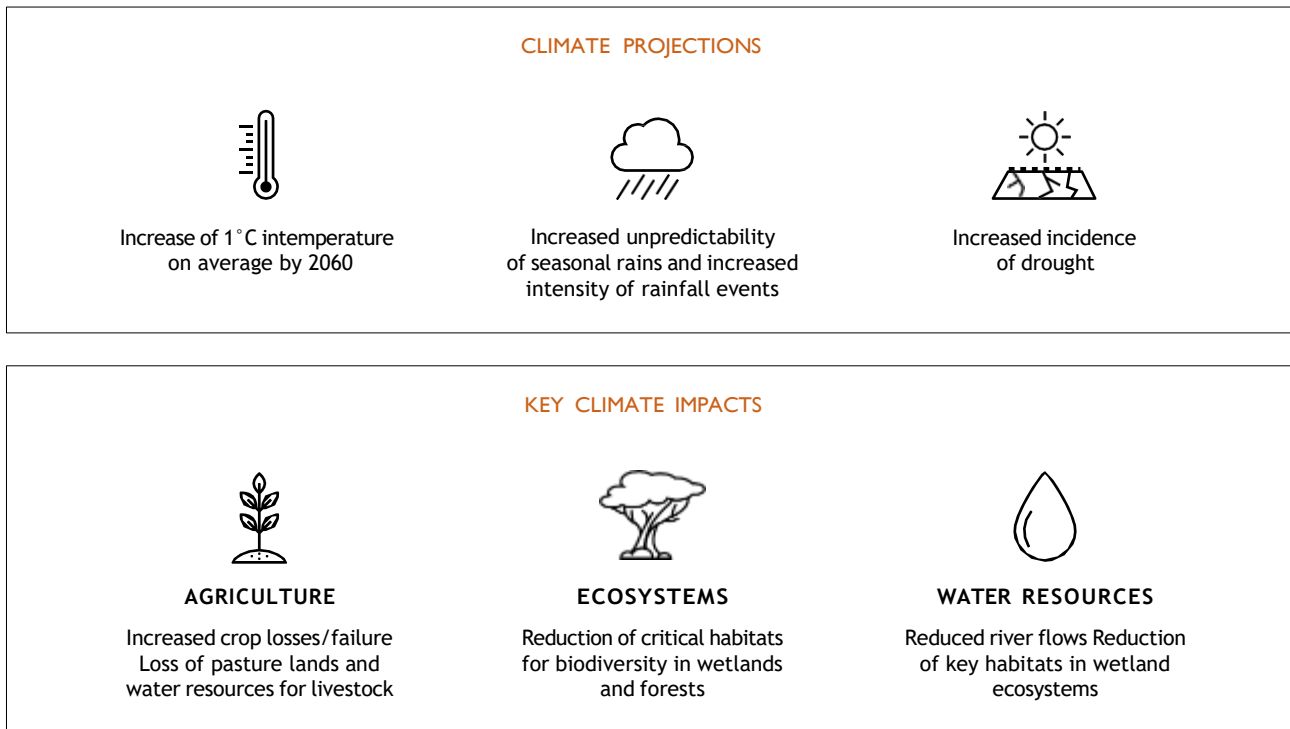 CLIMATE PROJECTIONS
Increase of 1°C intemperature
on average by 2060
Increased unpredictability
of seasonal rains and increased
intensity of rainfall events
Increased incidence
of drought
KEY CLIMATE IMPACTS
AGRICULTURE
Increased crop losses/failure
Loss of pasture lands and
water resources for livestock
ECOSYSTEMS
Reduction of critical habitats
for biodiversity in wetlands
and forests
WATER RESOURCES
Reduced river flows Reduction
of key habitats in wetland
ecosystems